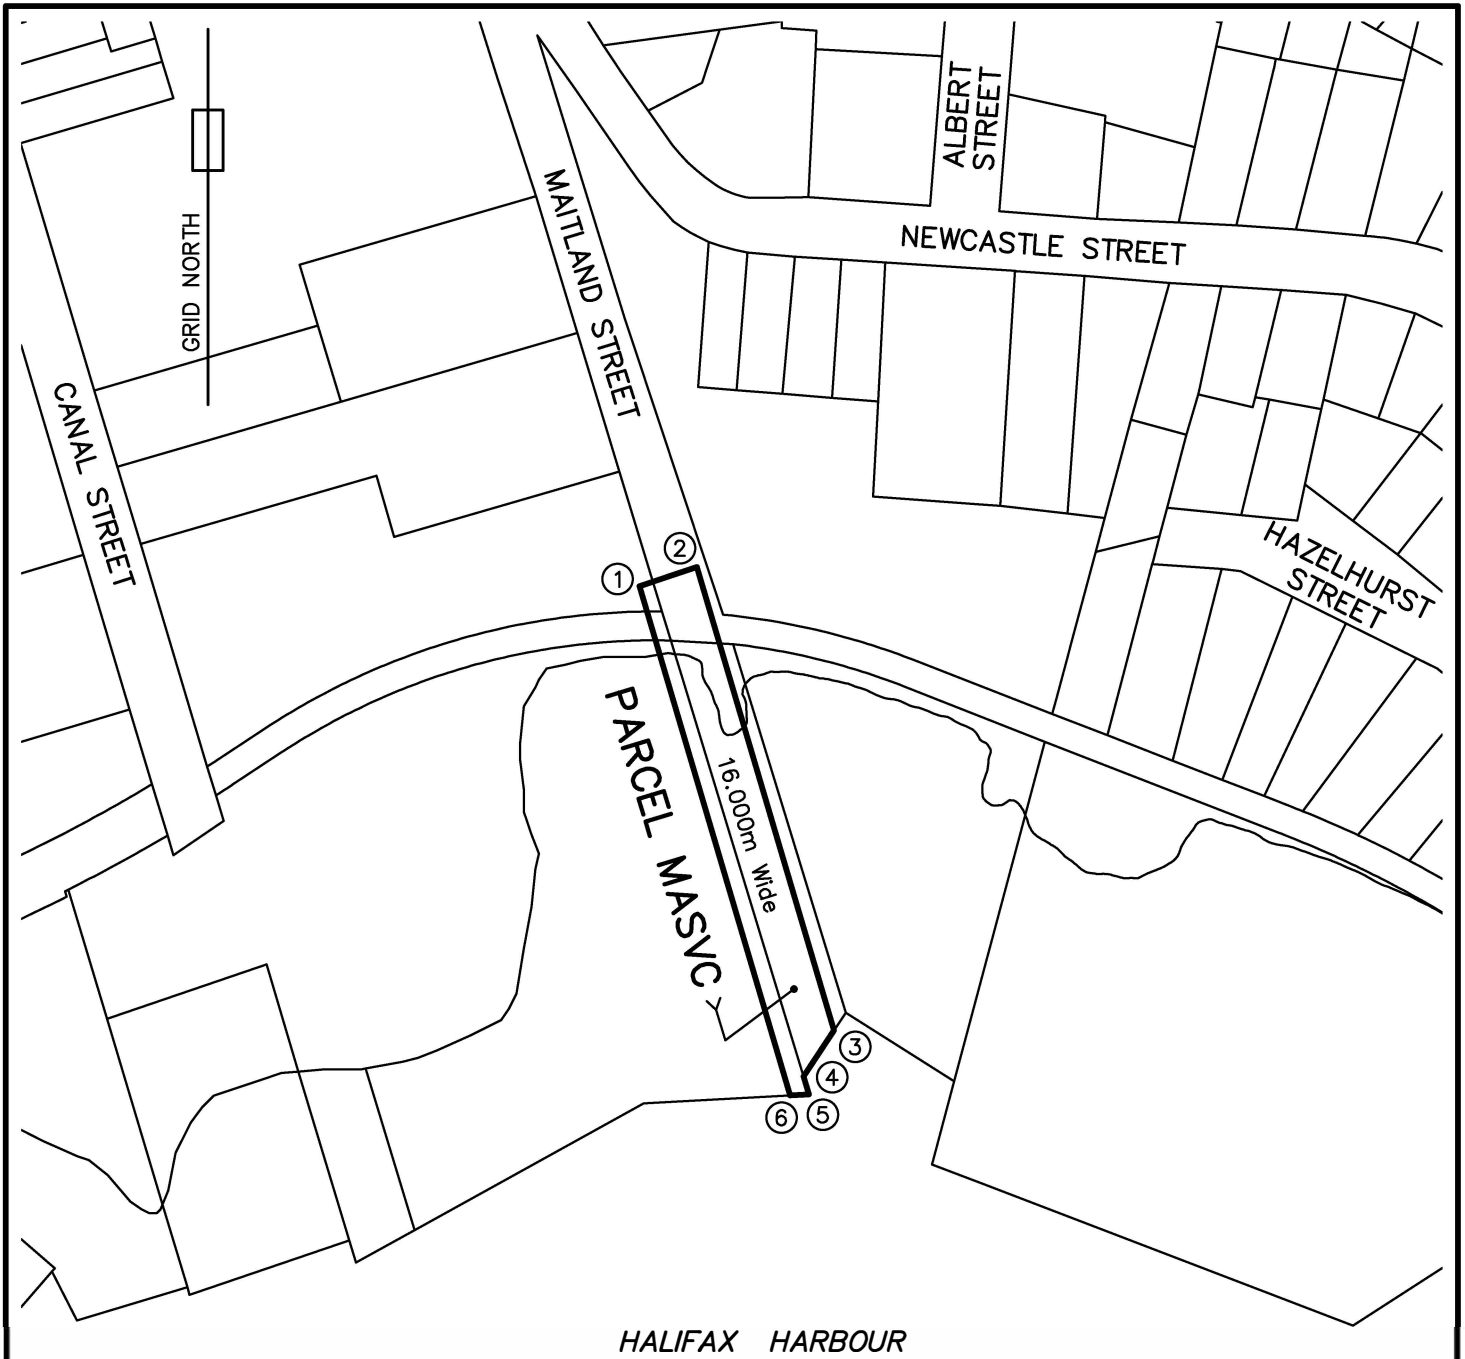 ALBERT
STREET
MAITLAND STREET
NEWCASTLE STREET
GRID NORTH
CANAL STREET
HAZELHURST
STREET
②
①
PARCEL MASVC
16.000m Wide
③
④
⑤
⑥
HALIFAX HARBOUR